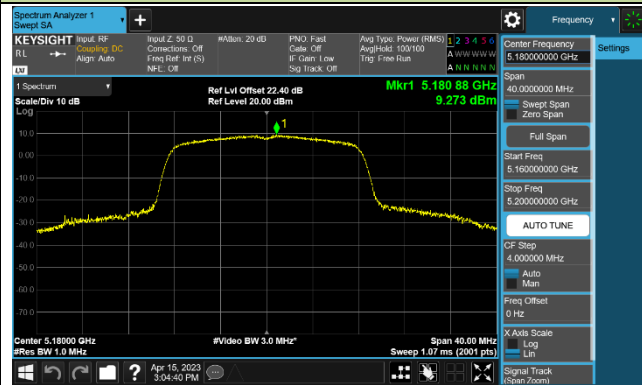 Spectrum Analyzer 1
Swept SA
+
Frequency
KEYSIGHT
RL
LXI
Input: RF
Coupling: DC
Align: Auto
Input Z: 50 Ω
Corrections: Off
Freq Ref: Int (S)
NFE: Off
#Atten: 20 dB
PNO: Fast
Gate: Off
IF Gain: Low
Sig Track: Off
Avg Type: Power (RMS)
Avg|Hold: 100/100
Trig: Free Run
1 2 3 4 5 6
A W W W W W
A N N N N N
1 Spectrum
Scale/Div 10 dB
Log
Ref Lvl Offset 22.40 dB
Ref Level 20.00 dBm
Mkr1 5.180 88 GHz
9.273 dBm
1
10.0
0.00
-10.0
-20.0
-30.0
-40.0
-50.0
-60.0
-70.0
Center 5.18000 GHz
#Res BW 1.0 MHz
#Video BW 3.0 MHz*
Span 40.00 MHz
Sweep 1.07 ms (2001 pts)
Apr 15, 2023
3:04:40 PM
?
Center Frequency
5.180000000 GHz
Span
40.0000000 MHz
Swept Span
Zero Span
Full Span
Start Freq
5.160000000 GHz
Stop Freq
5.200000000 GHz
AUTO TUNE
CF Step
4.000000 MHz
Auto
Man
Freq Offset
0 Hz
X Axis Scale
Log
Lin
Signal Track
(Span Zoom)
Settings